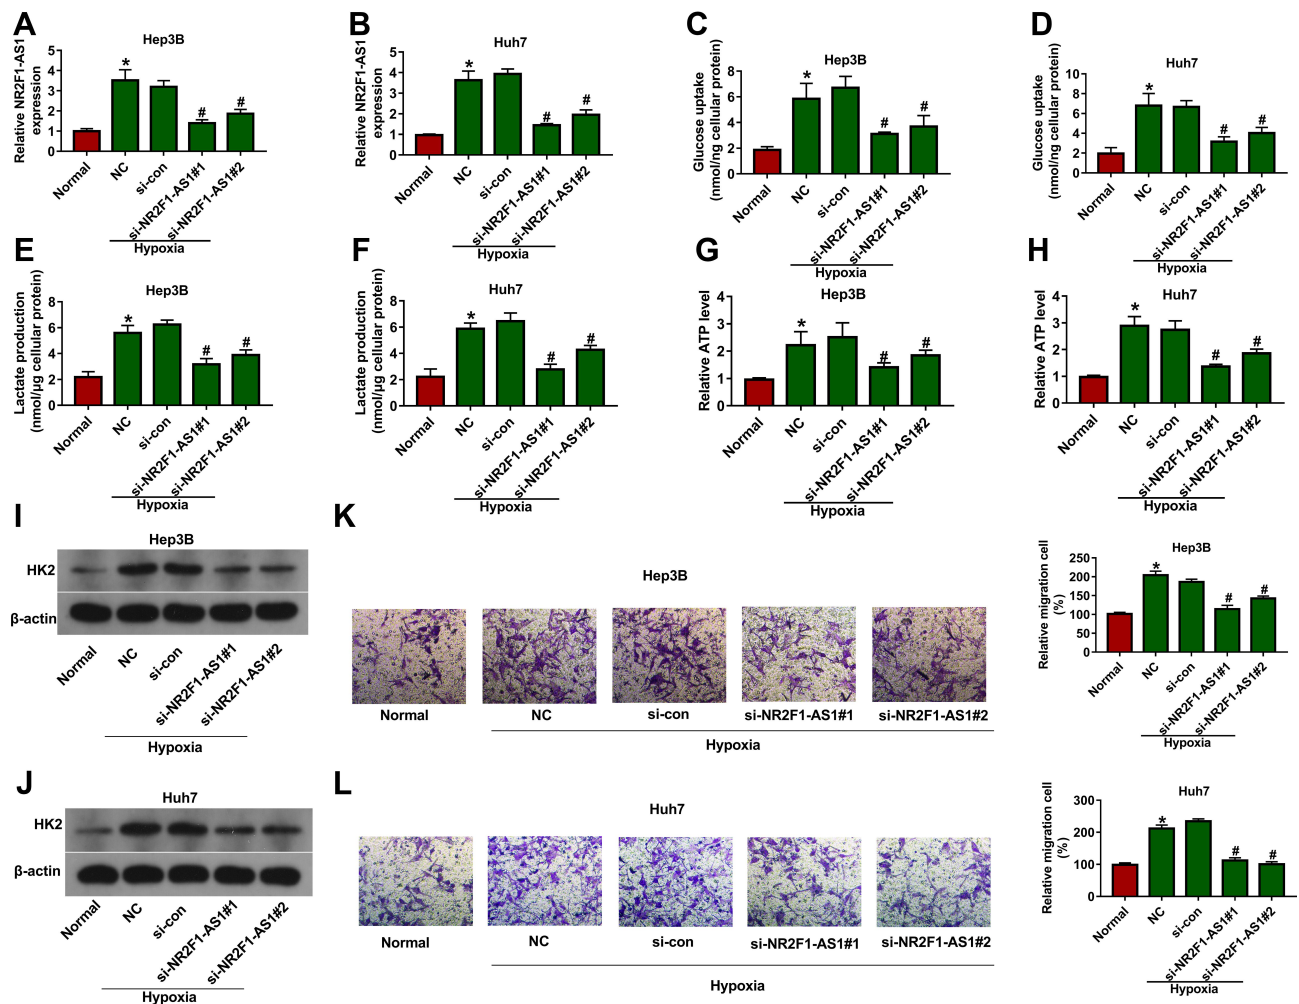 A
Hep3B
Relative NR2F1-AS1
expression
5
4
3
2
1
0
*
#
#
Normal
NC
si-con
si-NR2F1-AS1#1
si-NR2F1-AS1#2
Hypoxia
B
Huh7
Relative NR2F1-AS1
expression
5
4
3
2
1
0
*
#
#
Normal
NC
si-con
si-NR2F1-AS1#1
si-NR2F1-AS1#2
Hypoxia
C
Hep3B
Glucose uptake
(nmol/ng cellular protein)
8
6
4
2
0
*
#
#
Normal
NC
si-con
si-NR2F1-AS1#1
si-NR2F1-AS1#2
Hypoxia
D
Huh7
Glucose uptake
(nmol/ng cellular protein)
10
8
6
4
2
0
*
#
#
Normal
NC
si-con
si-NR2F1-AS1#1
si-NR2F1-AS1#2
Hypoxia
E
Hep3B
Lactate production
(nmol/μg cellular protein)
8
6
4
2
0
*
#
#
Normal
NC
si-con
si-NR2F1-AS1#1
si-NR2F1-AS1#2
Hypoxia
F
Huh7
Lactate production
(nmol/μg cellular protein)
8
6
4
2
0
*
#
#
Normal
NC
si-con
si-NR2F1-AS1#1
si-NR2F1-AS1#2
Hypoxia
G
Hep3B
Relative ATP level
4
3
2
1
0
*
#
#
Normal
NC
si-con
si-NR2F1-AS1#1
si-NR2F1-AS1#2
Hypoxia
H
Huh7
Relative ATP level
4
3
2
1
0
*
#
#
Normal
NC
si-con
si-NR2F1-AS1#1
si-NR2F1-AS1#2
Hypoxia
I
Hep3B
HK2
β-actin
Normal
NC
si-con
si-NR2F1-AS1#1
si-NR2F1-AS1#2
Hypoxia
K
Hep3B
Normal
NC
si-con
si-NR2F1-AS1#1
si-NR2F1-AS1#2
Hypoxia
Hep3B
Relative migration cell
(%)
250
200
150
100
50
0
*
#
#
Normal
NC
si-con
si-NR2F1-AS1#1
si-NR2F1-AS1#2
Hypoxia
J
Huh7
HK2
β-actin
Normal
NC
si-con
si-NR2F1-AS1#1
si-NR2F1-AS1#2
Hypoxia
L
Huh7
Normal
NC
si-con
si-NR2F1-AS1#1
si-NR2F1-AS1#2
Hypoxia
Huh7
Relative migration cell
(%)
300
200
100
0
*
#
#
Normal
NC
si-con
si-NR2F1-AS1#1
si-NR2F1-AS1#2
Hypoxia